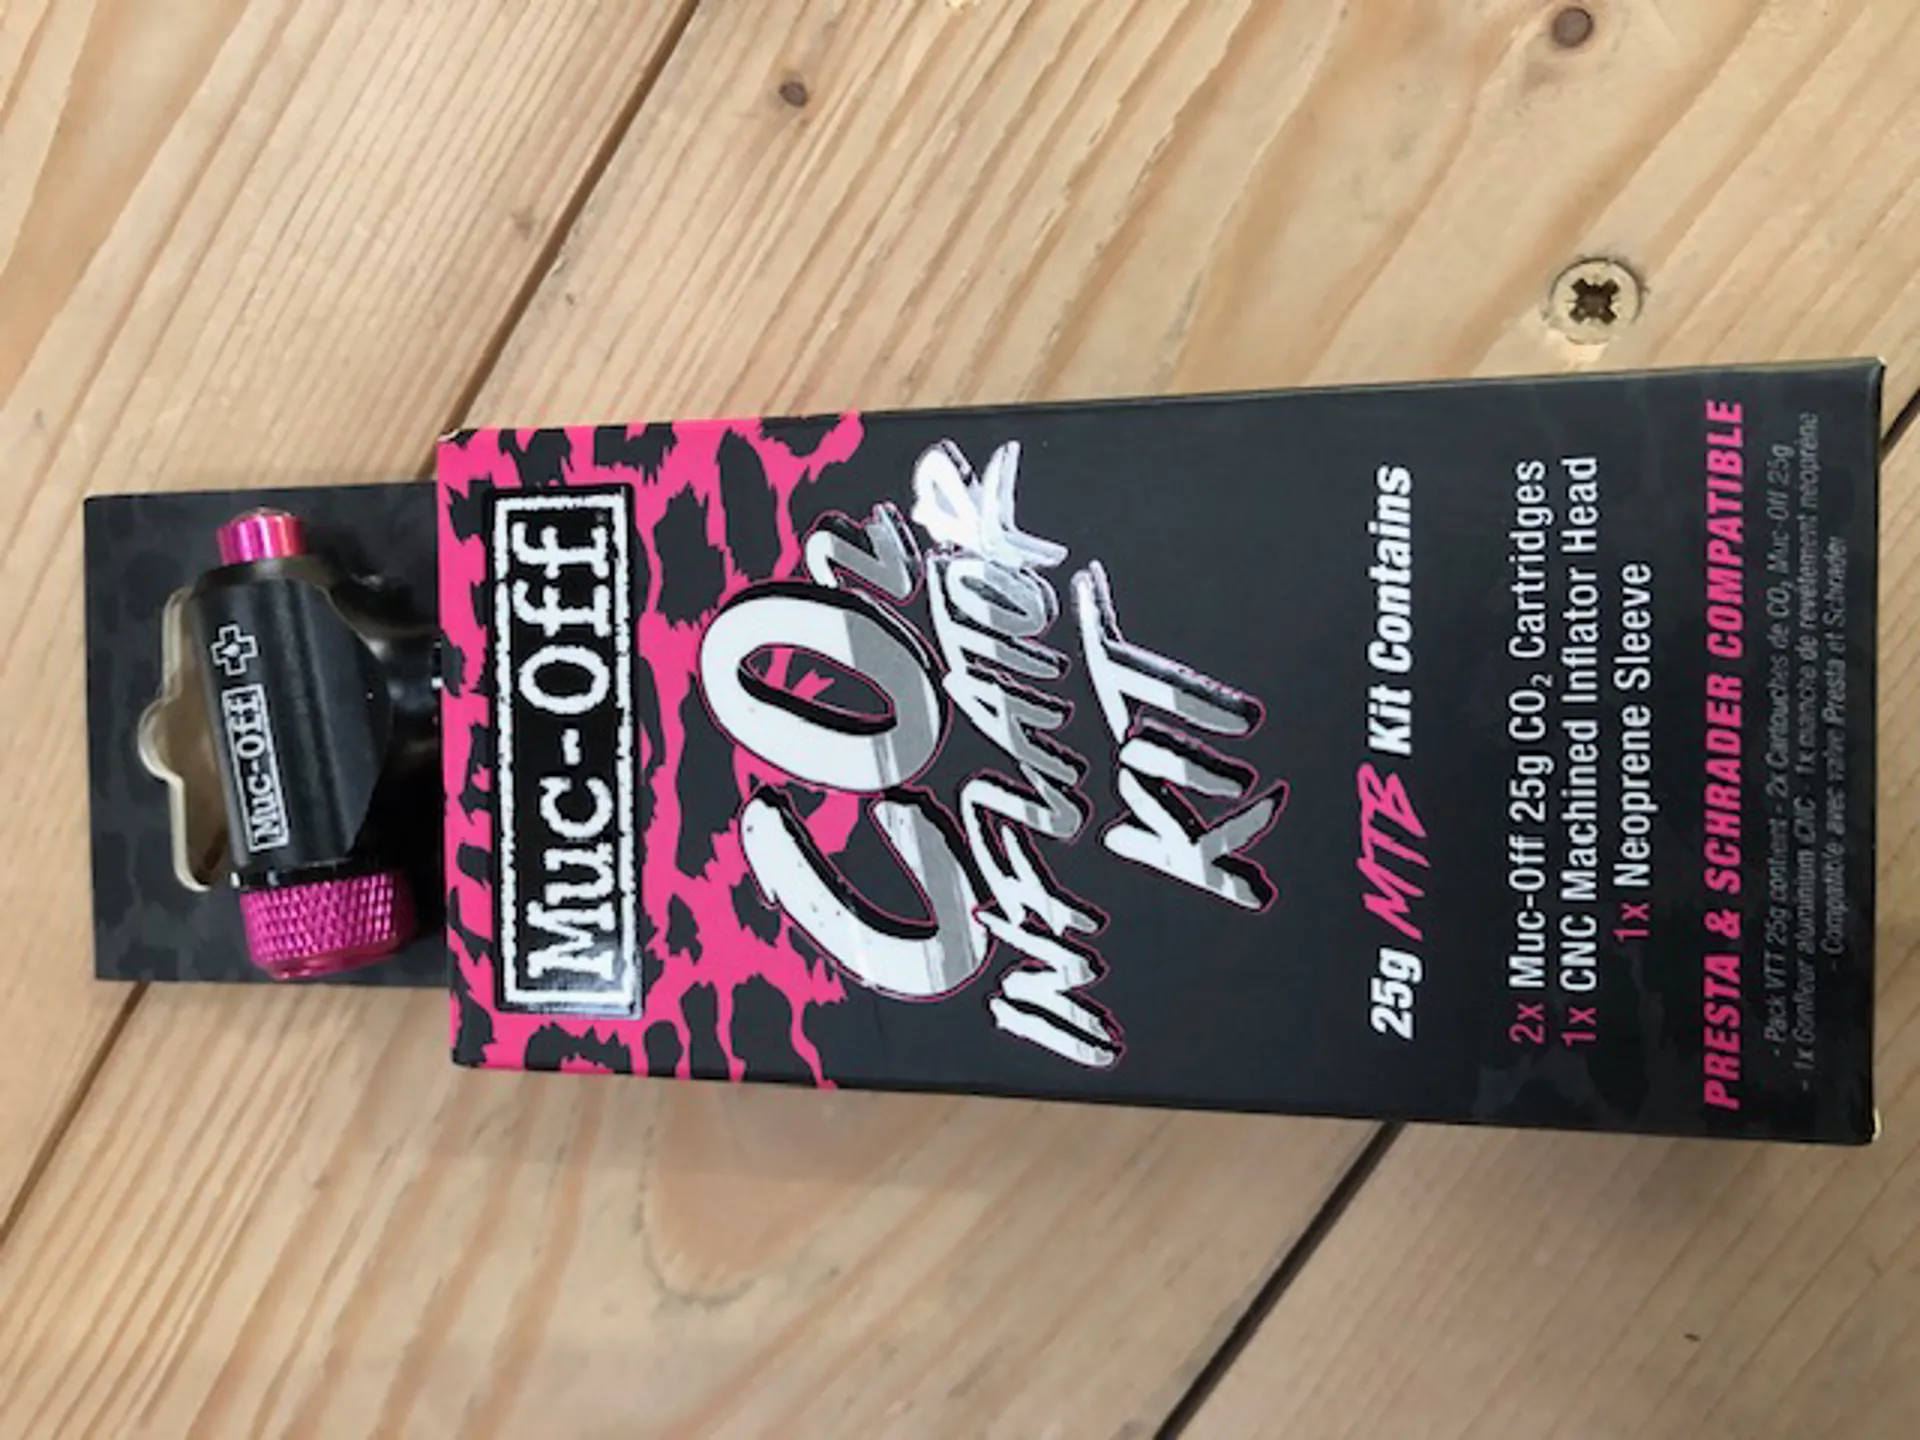 Muc-Off
Muc-Off
CO2
INFLATOR
KIT
25g MTB Kit Contains
2x Muc-Off 25g CO₂ Cartridges
1x CNC Machined Inflator Head
1x Neoprene Sleeve
PRESTA & SCHRADER COMPATIBLE
- Pack VTT 25g contient - 2x Cartouches de CO₂ Muc-Off 25g
- 1x Gonfleur aluminium CNC - 1x manche de revêtement neoprène
- Compatible avec valve Presta et Schrader